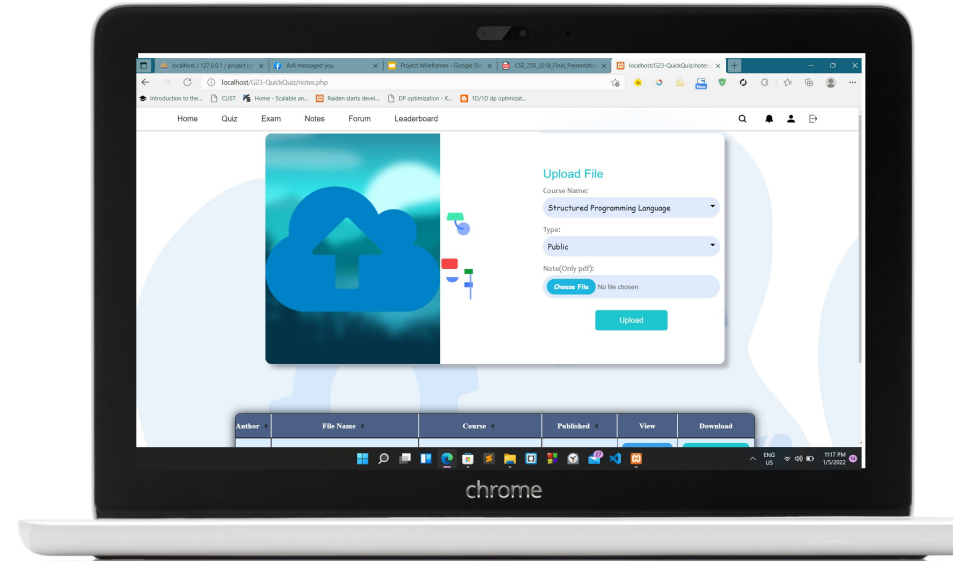 localhost / 127.0.0.1 / project
Asfi messaged you
Project Wireframes - Google Sli
CSE_250_2018_Final_Presentation
localhost/G23-QuickQuiz/notes.p
localhost/G23-QuickQuiz/notes.php
New
Introduction to the...
CUST
Home - Scalable an...
Raiden starts devel...
DP optimization - K...
1D/1D dp optimizat...
Home
Quiz
Exam
Notes
Forum
Leaderboard
Upload File
Course Name:
Structured Programming Language
Type:
Public
Note(Only pdf):
Choose File No file chosen
Upload
Author
File Name
Course
Published
View
Download
ENG
US
11:17 PM
1/5/2022
chrome